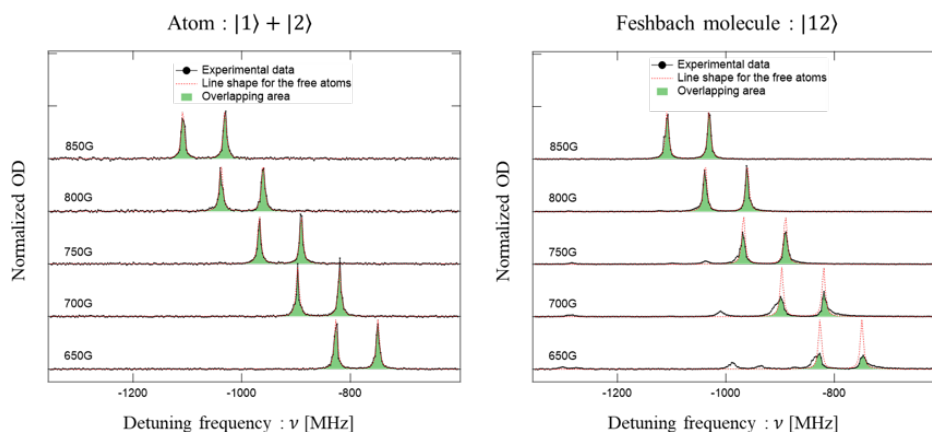 Atom : |1⟩ + |2⟩
Experimental data
Line shape for the free atoms
Overlapping area
850G
800G
750G
700G
650G
Normalized OD
-1200
-1000
-800
Detuning frequency : ν [MHz]
Feshbach molecule : |12⟩
Experimental data
Line shape for the free atoms
Overlapping area
850G
800G
750G
700G
650G
Normalized OD
-1200
-1000
-800
Detuning frequency : ν [MHz]